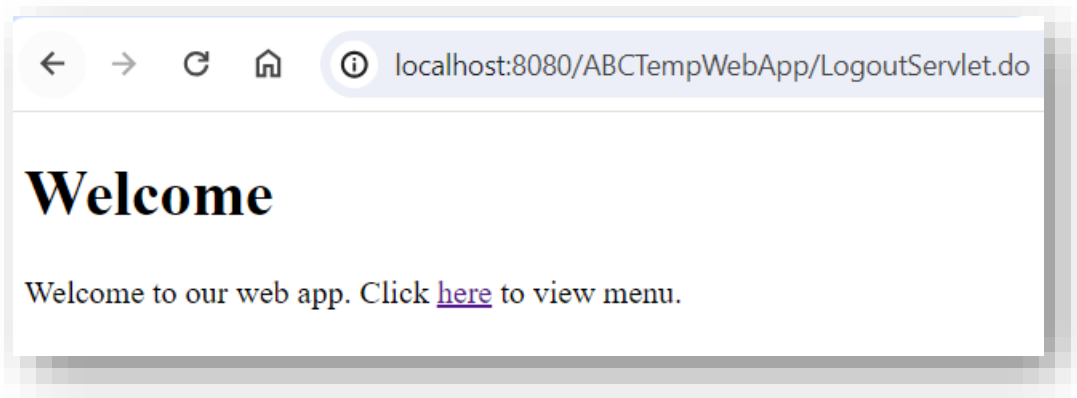 localhost:8080/ABCTempWebApp/LogoutServlet.do
Welcome
Welcome to our web app. Click here to view menu.